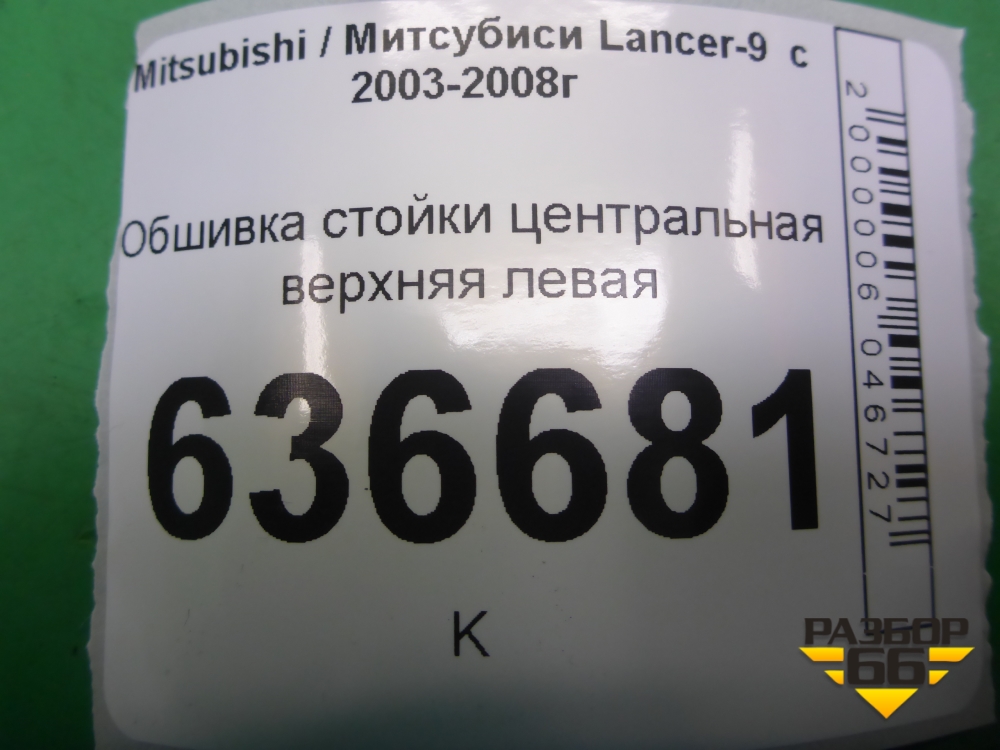 Mitsubishi / Митсубиси Lancer-9 с
2003-2008г
Обшивка стойки центральная
верхняя левая
636681
К
2000006046727
РАЗБОР
66